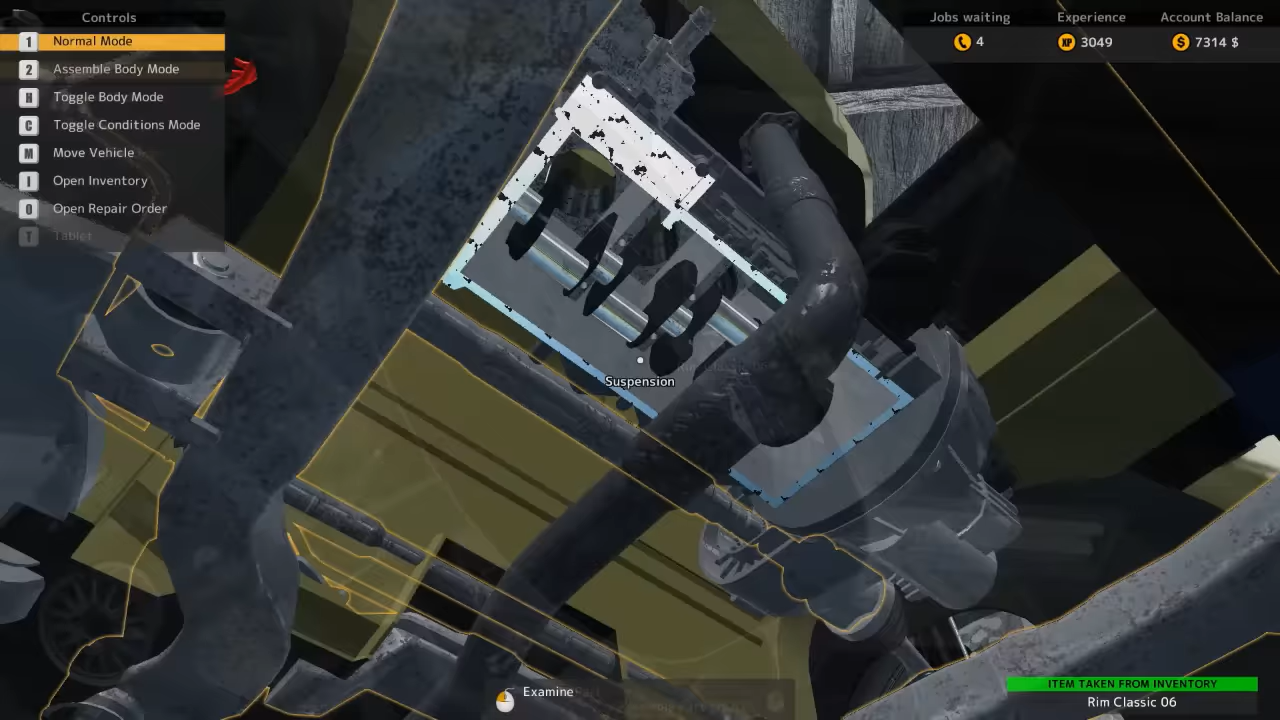 Controls
1 Normal Mode
2 Assemble Body Mode
H Toggle Body Mode
C Toggle Conditions Mode
M Move Vehicle
I Open Inventory
O Open Repair Order
T Tablet
Jobs waiting
4
Experience
XP 3049
Account Balance
$ 7314 $
Suspension
Examine
ITEM TAKEN FROM INVENTORY
Rim Classic 06